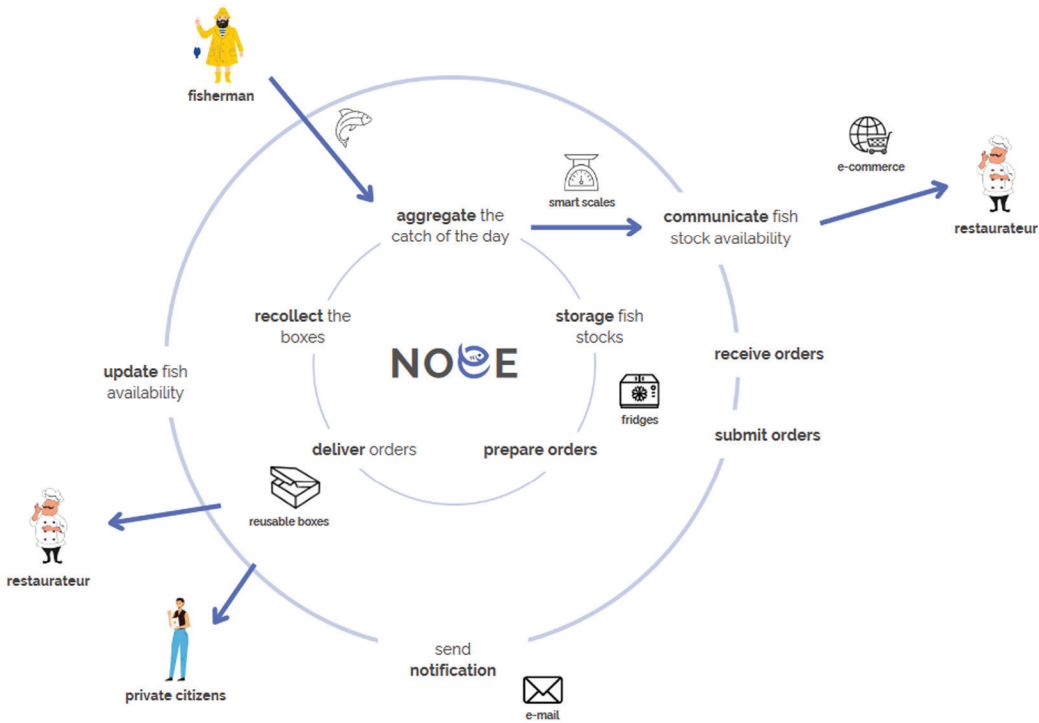 fisherman
e-commerce
restaurateur
smart scales
aggregate the
catch of the day
communicate fish
stock availability
recollect the
boxes
storage fish
stocks
NOE
update fish
availability
receive orders
fridges
submit orders
deliver orders
prepare orders
reusable boxes
restaurateur
private citizens
send
notification
e-mail